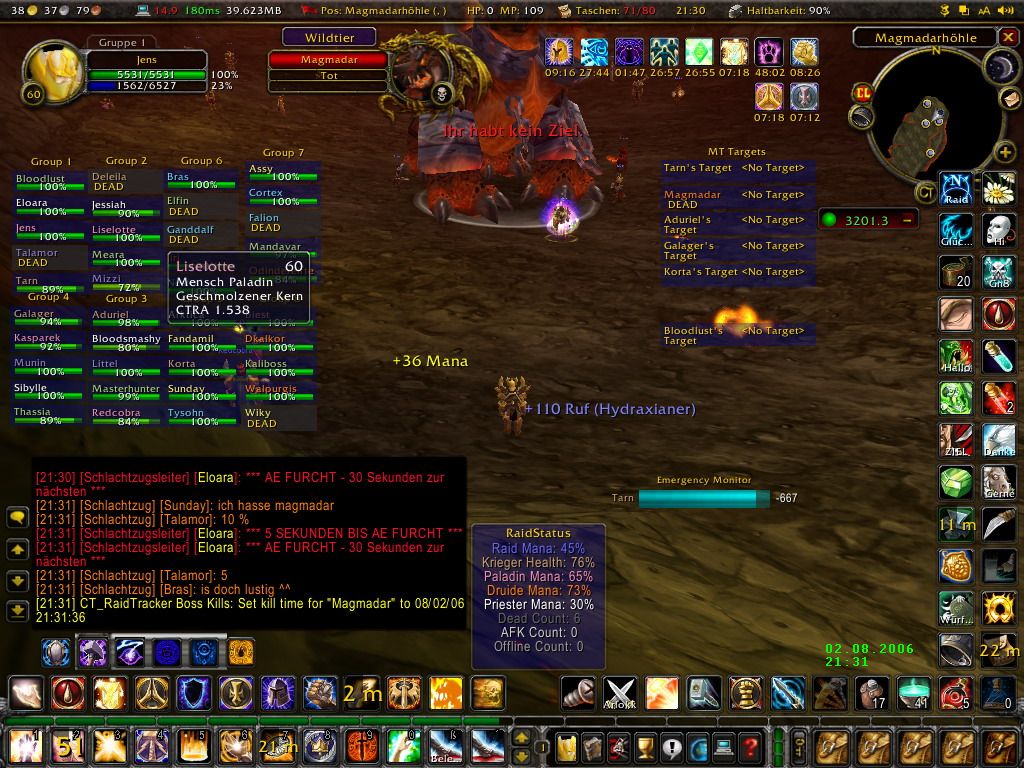 38 37 79 14.9 180ms 39.623MB Pos: Magmadarhöhle (, ) HP: 0 MP: 109 Taschen: 71/80 21:30 Haltbarkeit: 90%
Gruppe 1
Jens
5531/5531 100%
1562/6527 23%
60
Wildtier
Magmadar
Tot
09:16 27:44 01:47 26:57 26:55 07:18 48:02 08:26
07:18 07:12
Magmadarhöhle
N
CL
CT
Ihr habt kein Ziel.
Group 1
Bloodlust
100%
Eloara
100%
Jens
100%
Talamor
DEAD
Tarn
89%
Group 2
Deleila
DEAD
Jessiah
90%
Liselotte
100%
Meara
100%
Mizzi
72%
Group 6
Bras
100%
Elfin
DEAD
Ganddalf
DEAD
Group 7
Assy
100%
Cortex
100%
Falion
DEAD
Mandavar
Liselotte 60
Mensch Paladin
Geschmolzener Kern
CTRA 1.538
Group 4
Galager
94%
Kasparek
92%
Munin
100%
Sibylle
100%
Thassia
89%
Group 3
Aduriel
98%
Bloodsmashy
80%
Littel
100%
Masterhunter
99%
Redcobra
84%
100%
Fandamil
100%
Korta
100%
Sunday
100%
Tysohn
100%
100%
Dkalkor
100%
Kaliboss
100%
Walpurgis
100%
Wiky
DEAD
MT Targets
Tarn's Target <No Target>
Magmadar <No Target>
DEAD
Aduriel's <No Target>
Target
Galager's <No Target>
Target
Korta's Target <No Target>
Bloodlust's <No Target>
Target
3201.3
+36 Mana
+110 Ruf (Hydraxianer)
Emergency Monitor
Tarn -667
[21:30] [Schlachtzugsleiter] [Eloara]: *** AE FURCHT - 30 Sekunden zur
nächsten ***
[21:31] [Schlachtzug] [Sunday]: ich hasse magmadar
[21:31] [Schlachtzug] [Talamor]: 10 %
[21:31] [Schlachtzugsleiter] [Eloara]: *** 5 SEKUNDEN BIS AE FURCHT ***
[21:31] [Schlachtzugsleiter] [Eloara]: *** AE FURCHT - 30 Sekunden zur
nächsten ***
[21:31] [Schlachtzug] [Talamor]: 5
[21:31] [Schlachtzug] [Bras]: is doch lustig ^^
[21:31] CT_RaidTracker Boss Kills: Set kill time for "Magmadar" to 08/02/06
21:31:36
RaidStatus
Raid Mana: 45%
Krieger Health: 76%
Paladin Mana: 65%
Druide Mana: 73%
Priester Mana: 30%
Dead Count: 6
AFK Count: 0
Offline Count: 0
02.08.2006
21:31
Raid
Hi
20
Hallo
2
ZIEL
Danke
Gerne
11 m
22 m
2 m
Arrokk
17
41
5
0
51
21 m
Bele...
1